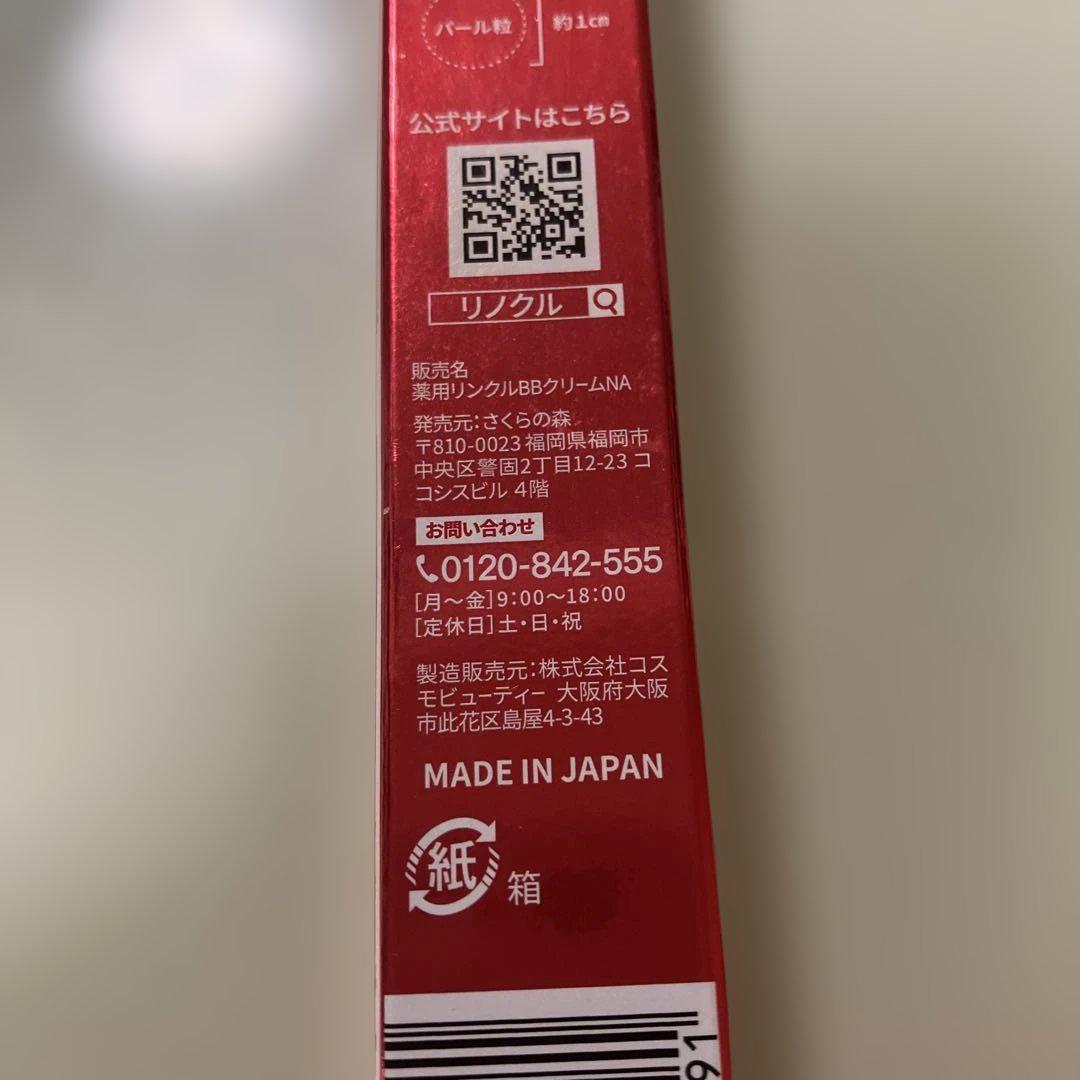 パール粒
約1cm
公式サイトはこちら
リノクル
販売名
薬用リンクルBBクリームNA
発売元:さくらの森
〒810-0023 福岡県福岡市
中央区警固2丁目12-23 コ
コシスビル 4階
お問い合わせ
0120-842-555
[月〜金]9:00〜18:00
[定休日]土・日・祝
製造販売元:株式会社コス
モビューティー 大阪府大阪
市此花区島屋4-3-43
MADE IN JAPAN
紙
箱
91